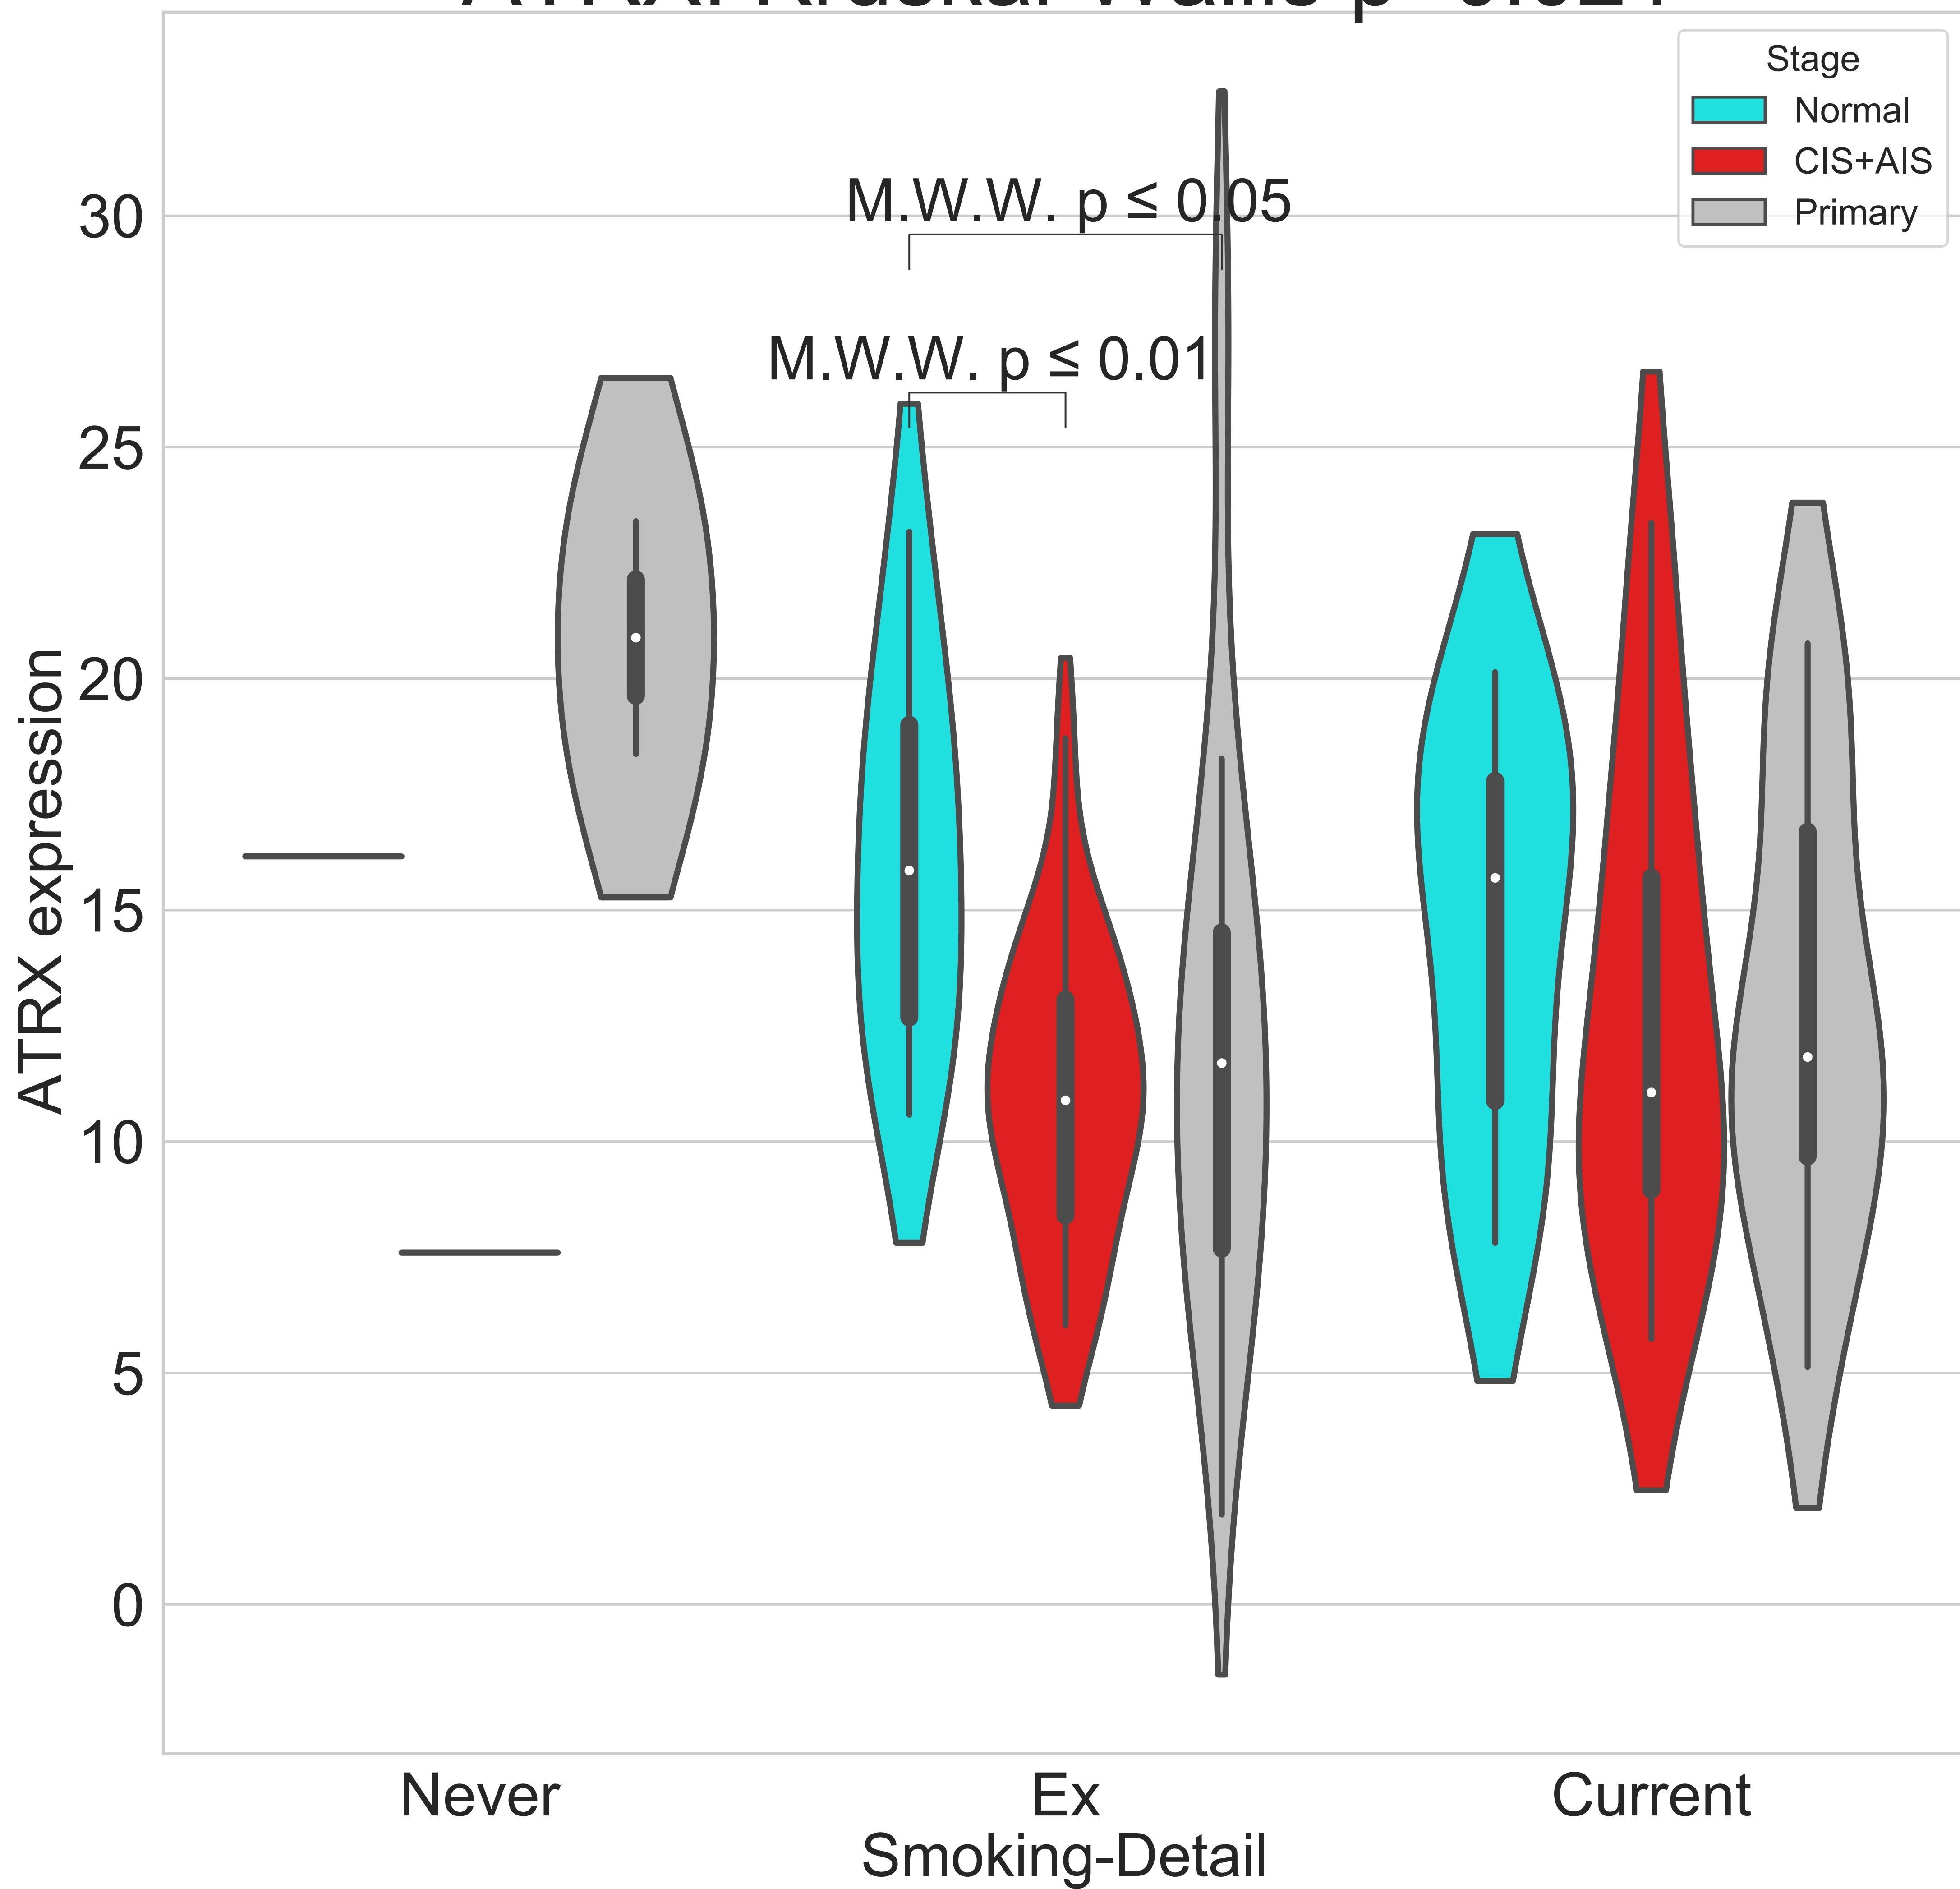 Stage
Normal
CIS+AIS
Primary
M.W.W. p ≤ 0.05
M.W.W. p ≤ 0.01
30
25
20
15
10
5
0
ATRX expression
Never
Ex
Current
Smoking-Detail